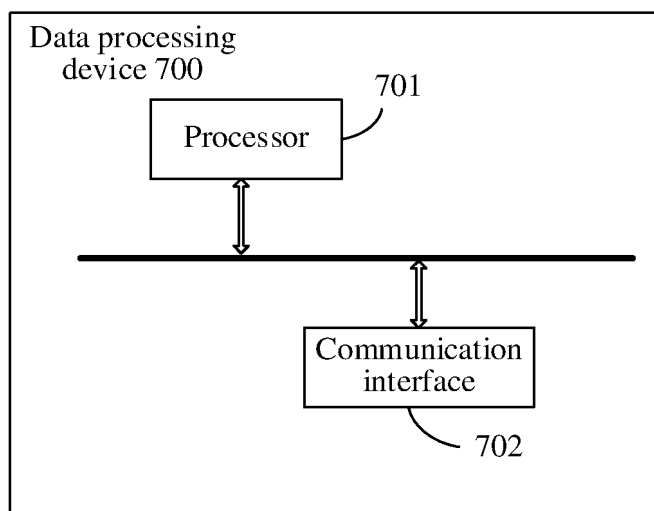 Data processing
device 700
701
Processor
Communication
interface
702